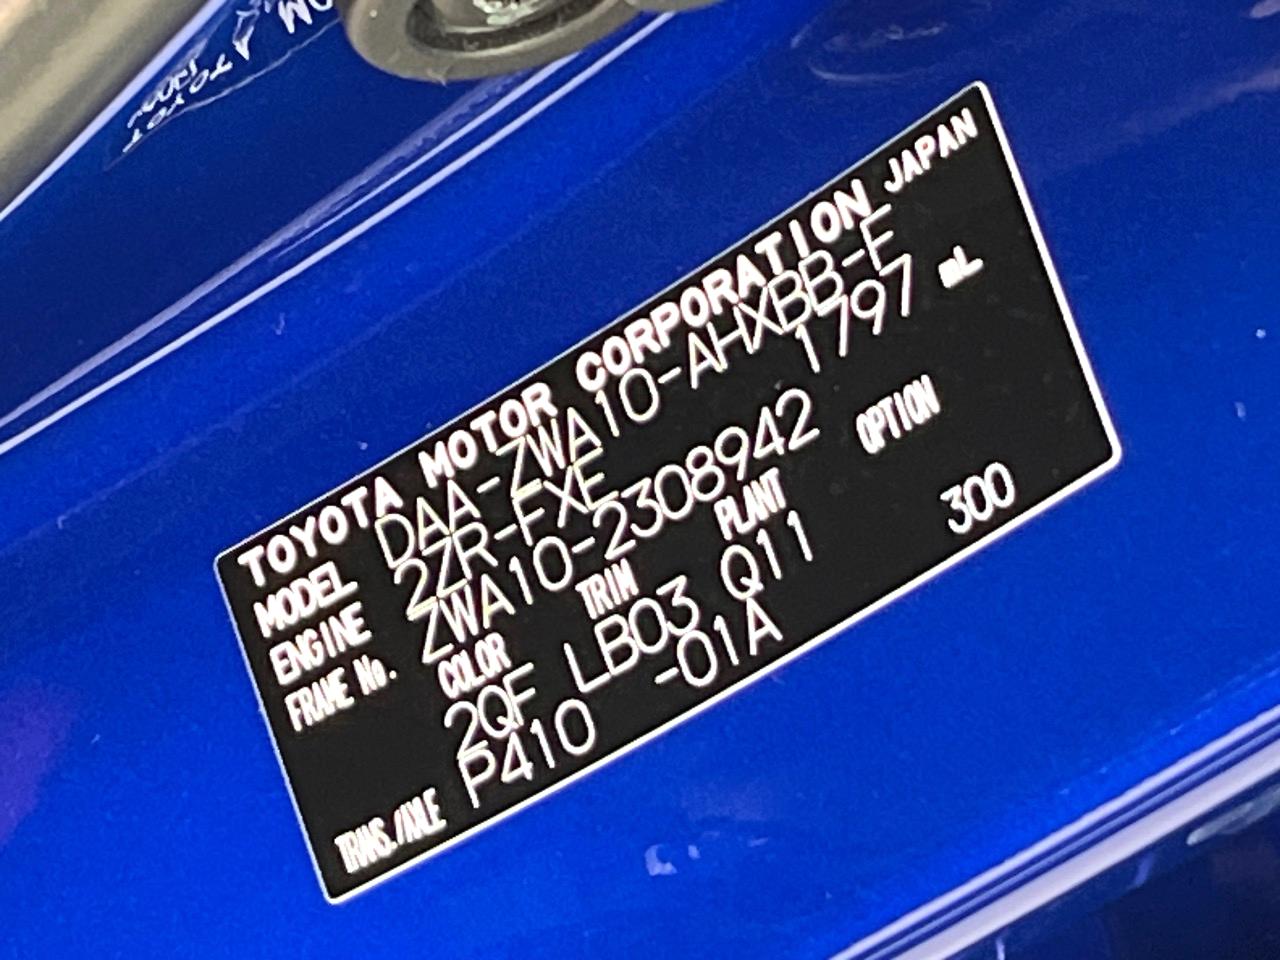 TOYOTA MOTOR CORPORATION JAPAN
MODEL DAA-ZWA10-AHXBB-F
ENGINE 2ZR-FXE 1797 mL
FRAME No. ZWA10-2308942
COLOR TRIM PLANT OPTION
2QF LB03 Q11 300
TRANS./AXLE P410 -01A